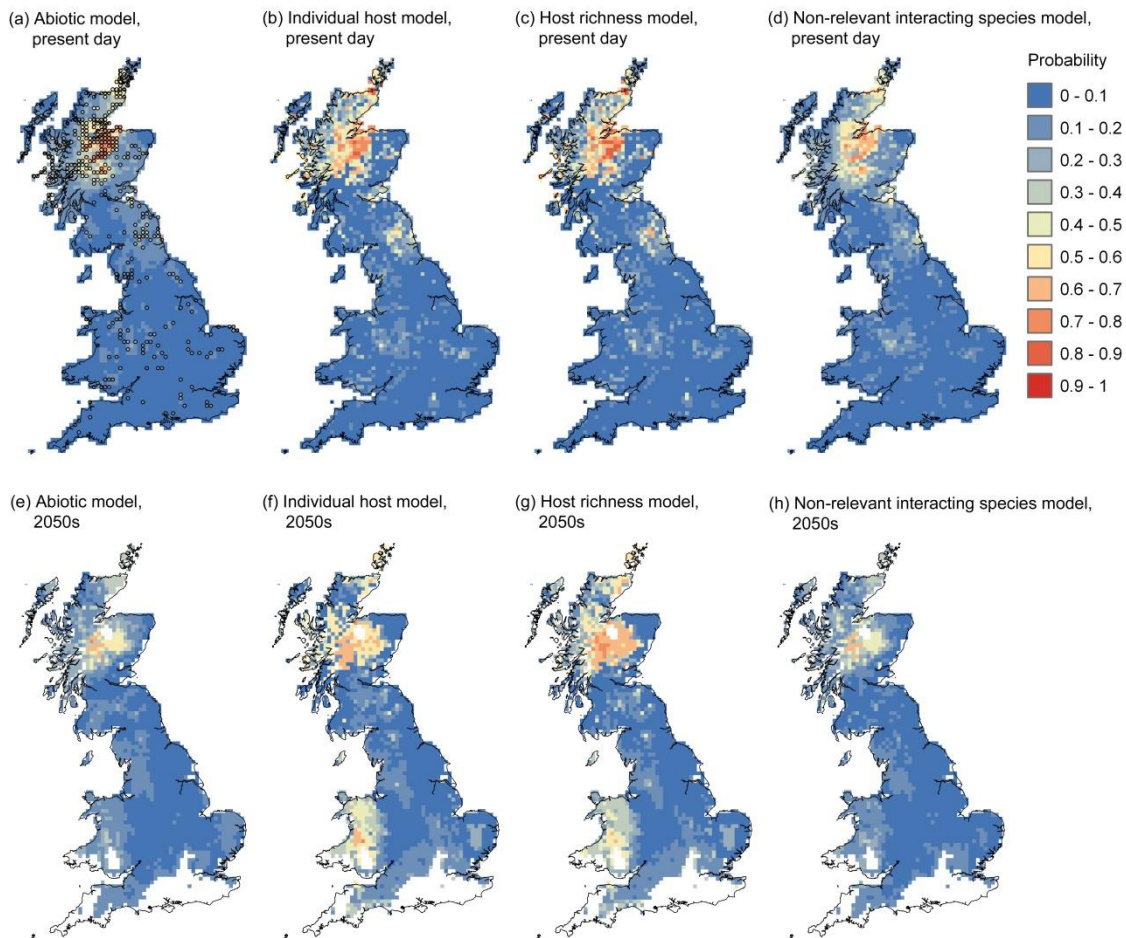 (a) Abiotic model,
present day
(b) Individual host model,
present day
(c) Host richness model,
present day
(d) Non-relevant interacting species model,
present day
Probability
0 - 0.1
0.1 - 0.2
0.2 - 0.3
0.3 - 0.4
0.4 - 0.5
0.5 - 0.6
0.6 - 0.7
0.7 - 0.8
0.8 - 0.9
0.9 - 1
(e) Abiotic model,
2050s
(f) Individual host model,
2050s
(g) Host richness model,
2050s
(h) Non-relevant interacting species model,
2050s